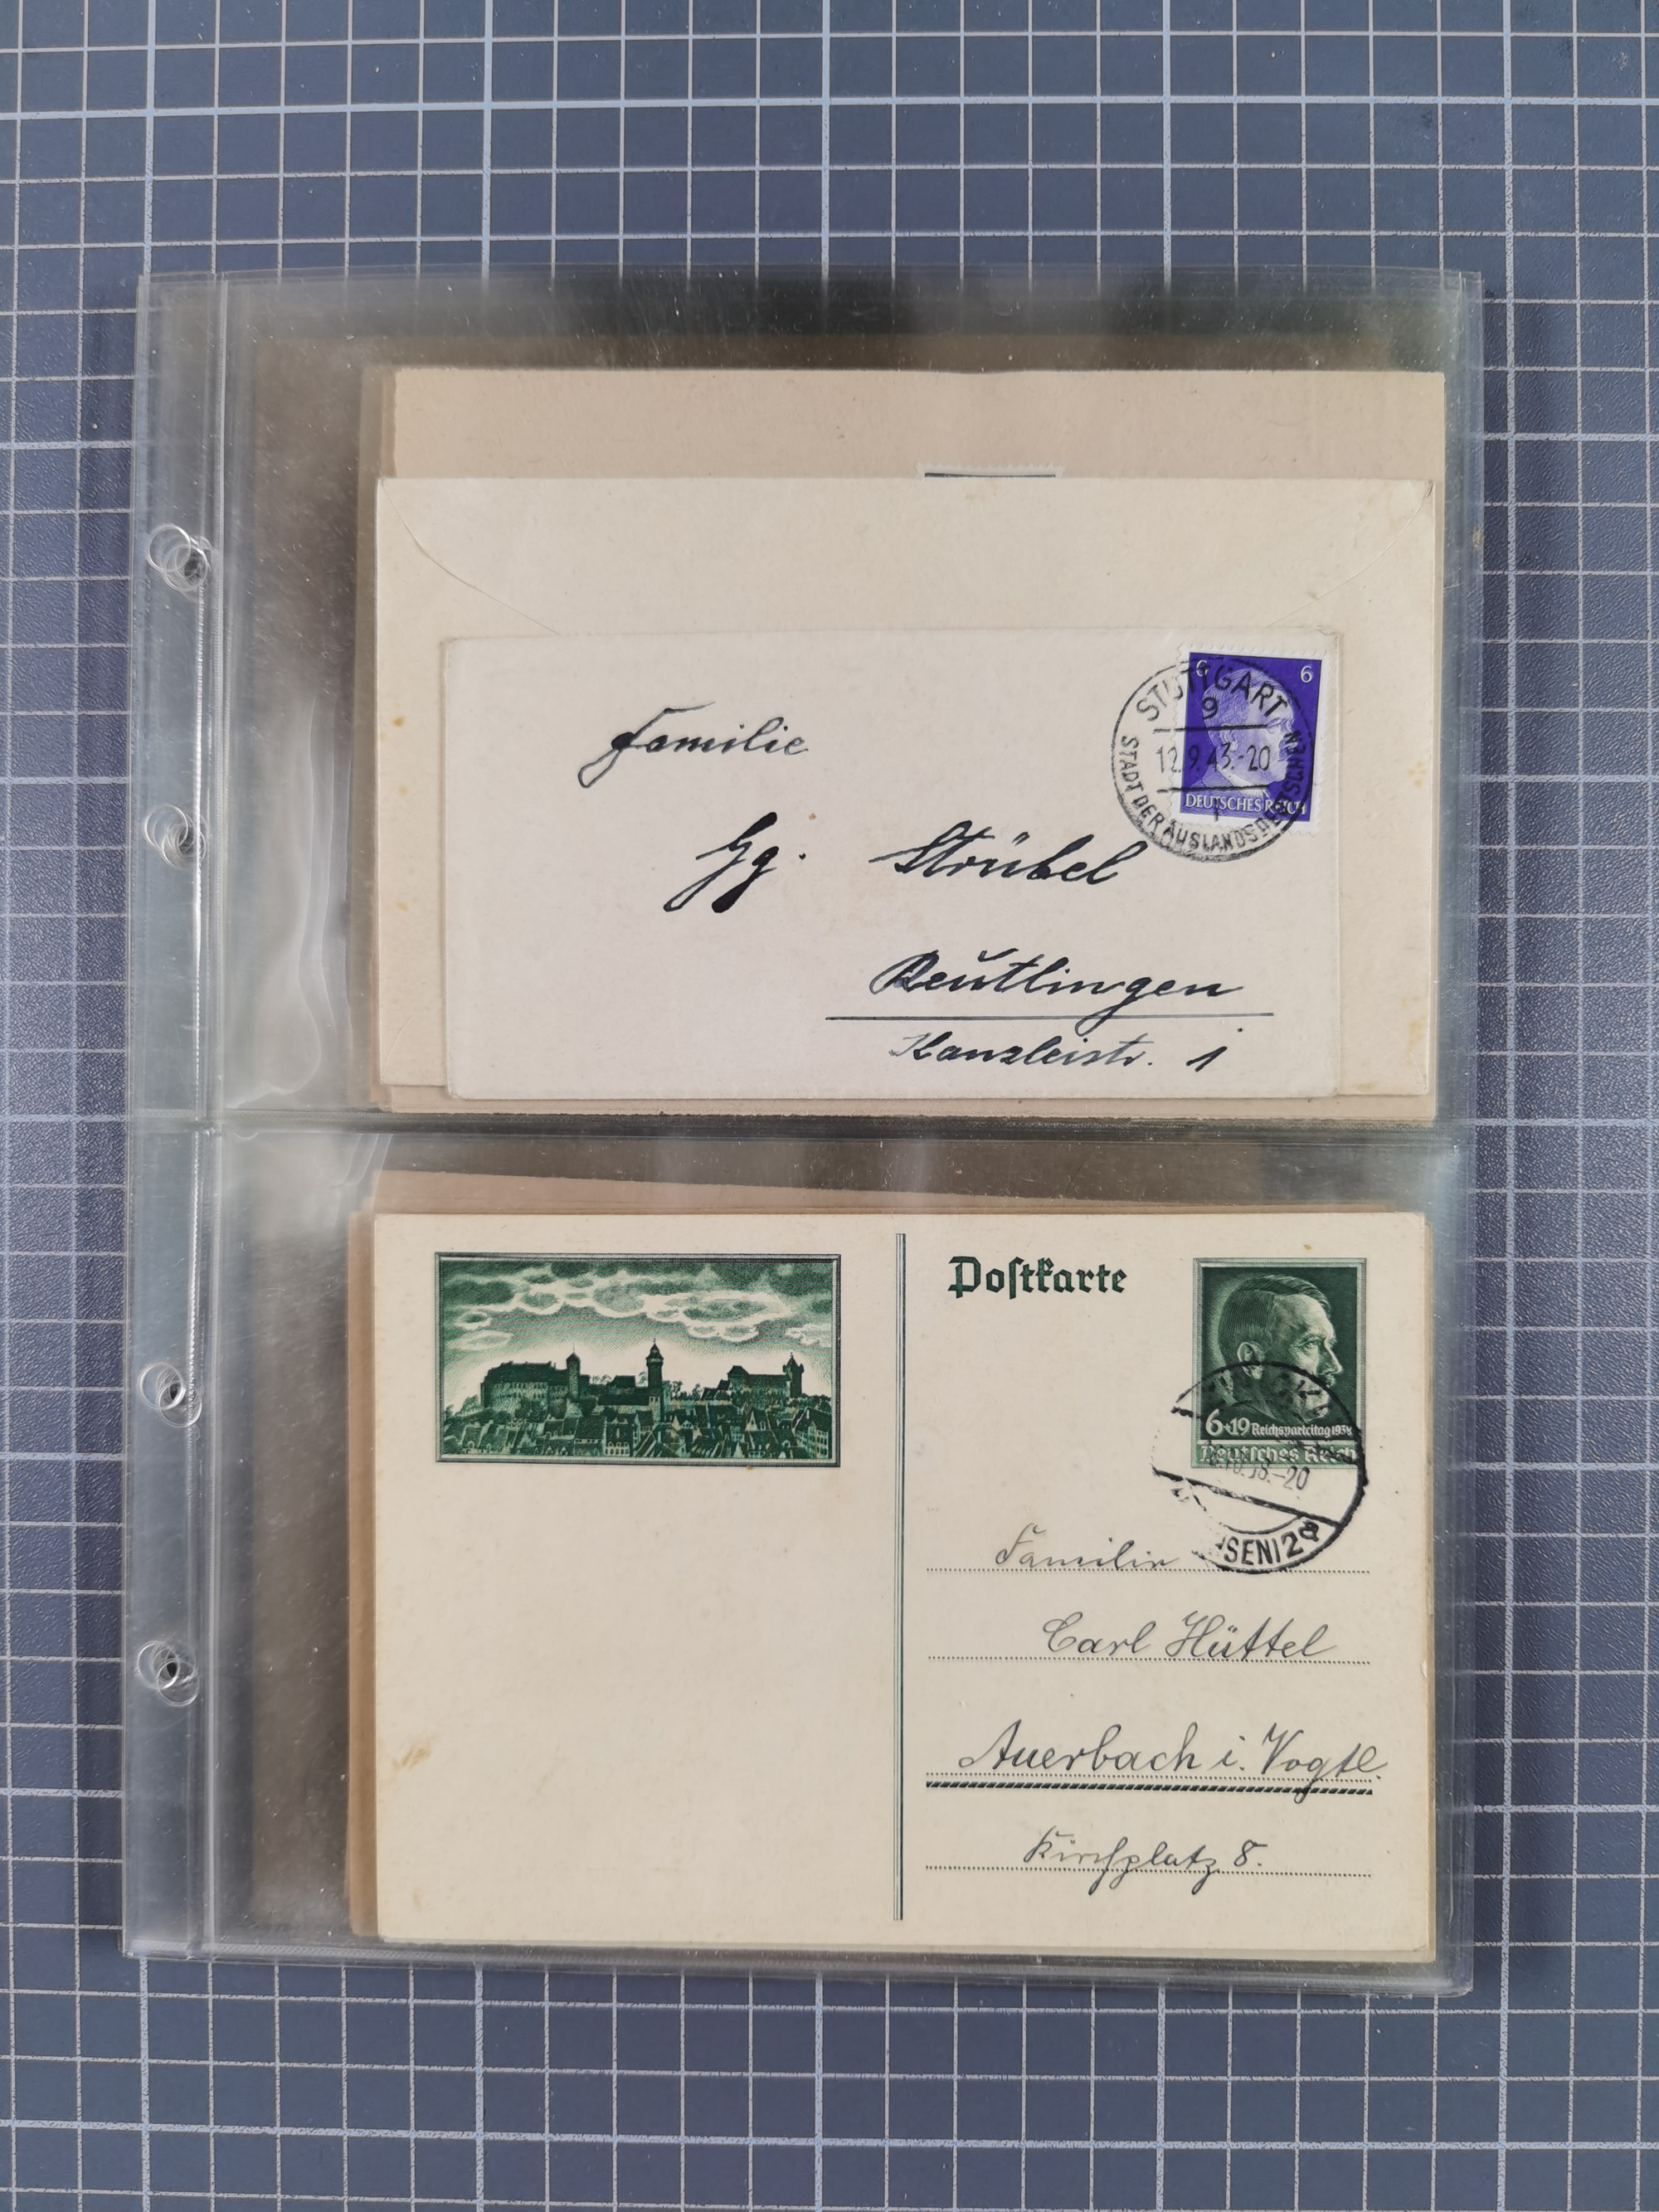 6 6
DEUTSCHES REICH
STUTTGART
9
12.9.43.-20
STADT DER AUSLANDSDEUTSCHEN
Familie
Gg. Strübel
Reutlingen
Kanzleistr. 1
Postkarte
6+19 Reichsparteitag 1938
Deutsches Reich
Familie
Carl Hüttel
Auerbach i. Vogtl.
Kirchplatz 8.